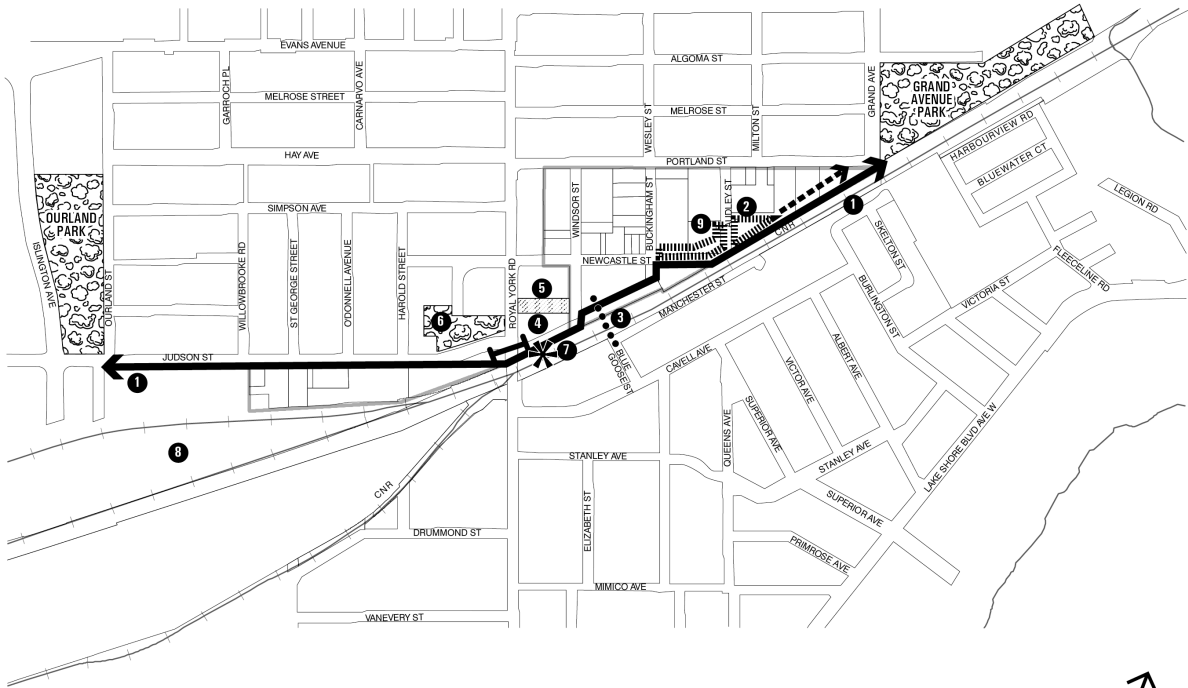 EVANS AVENUE
ALGOMA ST
GARROCH PL
CARNARVO AVE
MELROSE STREET
MELROSE ST
WESLEY ST
MILTON ST
GRAND AVE
GRAND
AVENUE
PARK
HARBOURVIEW RD
BLUEWATER CT
HAY AVE
PORTLAND ST
LEGION RD
OURLAND
PARK
SIMPSON AVE
WINDSOR ST
BUCKINGHAM ST
AUDLEY ST
9
2
1
CNR
SKELTON ST
ISLINGTON AVE
OURLAND ST
WILLOWBROOKE RD
ST GEORGE STREET
O'DONNELL AVENUE
HAROLD STREET
ROYAL YORK RD
NEWCASTLE ST
FLEECELINE RD
VICTORIA ST
BURLINGTON ST
MANCHESTER ST
5
6
4
3
7
JUDSON ST
1
BLUE
GOOSE ST
CAVELL AVE
ALBERT AVE
VICTOR AVE
SUPERIOR AVE
QUEENS AVE
8
STANLEY AVE
STANLEY AVE
LAKE SHORE BLVD AVE W
CNR
ELIZABETH ST
SUPERIOR AVE
DRUMMOND ST
PRIMROSE AVE
MIMICO AVE
VANEVERY ST